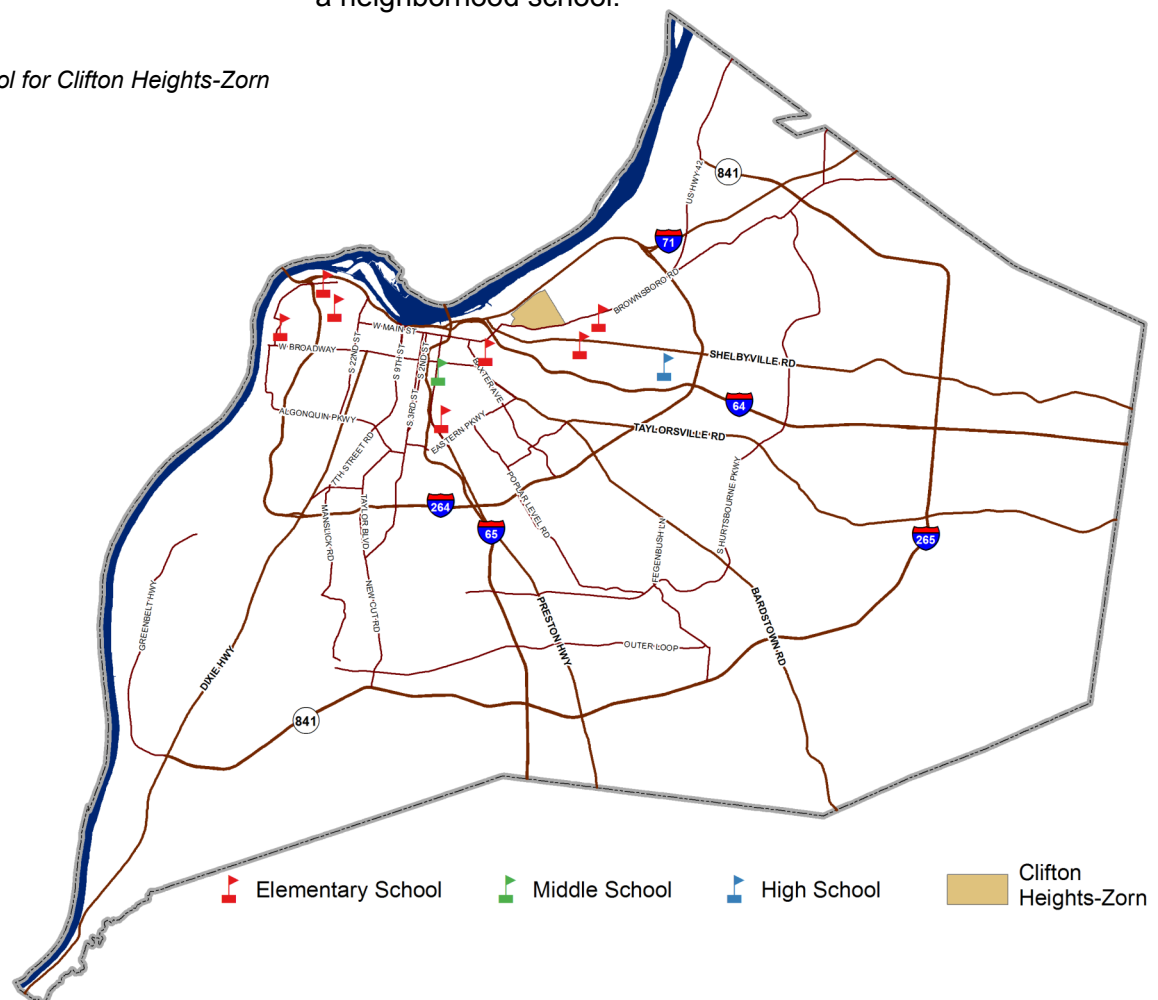 a neighborhood school.
ol for Clifton Heights-Zorn
841
US HWY 42
71
BROWNSBORO RD
W MAIN ST
W BROADWAY
S 22ND ST
S 9TH ST
S 2ND ST
S 3RD ST
BAXTER AVE
SHELBYVILLE RD
64
ALGONQUIN PKWY
EASTERN PKWY
TAYLORSVILLE RD
7TH STREET RD
POPLAR LEVEL RD
S HURTSBOURNE PKWY
264
65
265
MANSLICK RD
TAYLOR BLVD
FEGENBUSH LN
GREENBELT HWY
NEW CUT RD
PRESTON HWY
BARDSTOWN RD
OUTER LOOP
DIXIE HWY
841
Elementary School
Middle School
High School
Clifton
Heights-Zorn